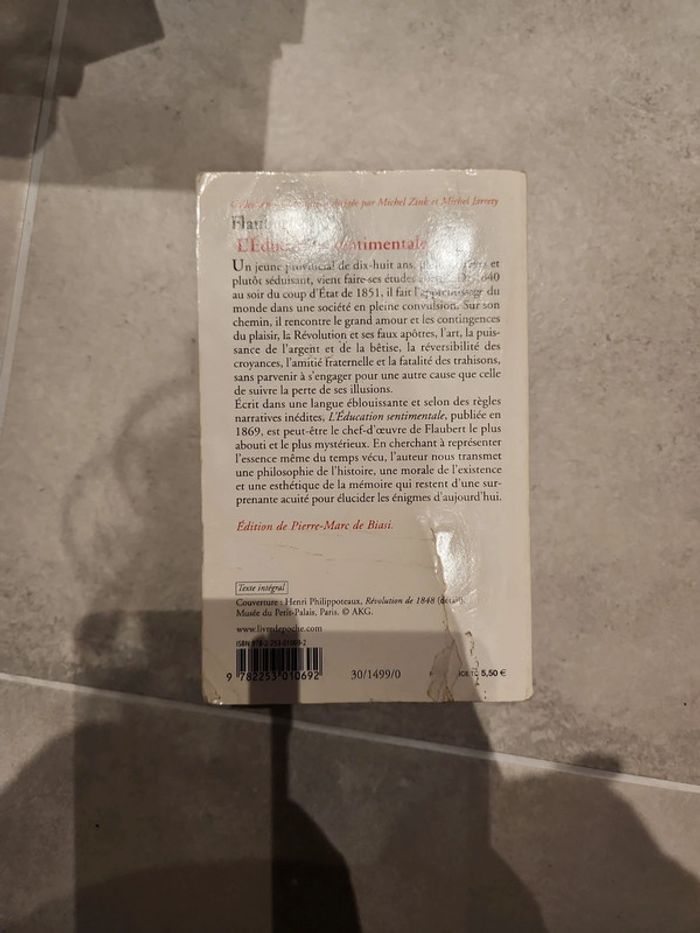 dirigée par Michel Zink et Michel Jarrety
Flaubert
L'Éducation sentimentale
Un jeune provincial de dix-huit ans, et
plutôt séduisant, vient faire ses études 1840
au soir du coup d'État de 1851, il fait l'apprentissage du
monde dans une société en pleine convulsion. Sur son
chemin, il rencontre le grand amour et les contingences
du plaisir, la Révolution et ses faux apôtres, l'art, la puis-
sance de l'argent et de la bêtise, la réversibilité des
croyances, l'amitié fraternelle et la fatalité des trahisons,
sans parvenir à s'engager pour une autre cause que celle
de suivre la perte de ses illusions.
Écrit dans une langue éblouissante et selon des règles
narratives inédites, L'Éducation sentimentale, publiée en
1869, est peut-être le chef-d'œuvre de Flaubert le plus
abouti et le plus mystérieux. En cherchant à représenter
l'essence même du temps vécu, l'auteur nous transmet
une philosophie de l'histoire, une morale de l'existence
et une esthétique de la mémoire qui restent d'une sur-
prenante acuité pour élucider les énigmes d'aujourd'hui.
Édition de Pierre-Marc de Biasi.
Texte intégral
Couverture : Henri Philippoteaux, Révolution de 1848 (détail).
Musée du Petit-Palais, Paris. © AKG.
www.livredepoche.com
ISBN 978-2-253-01069-2
9 782253 010692
30/1499/0
5,50 €